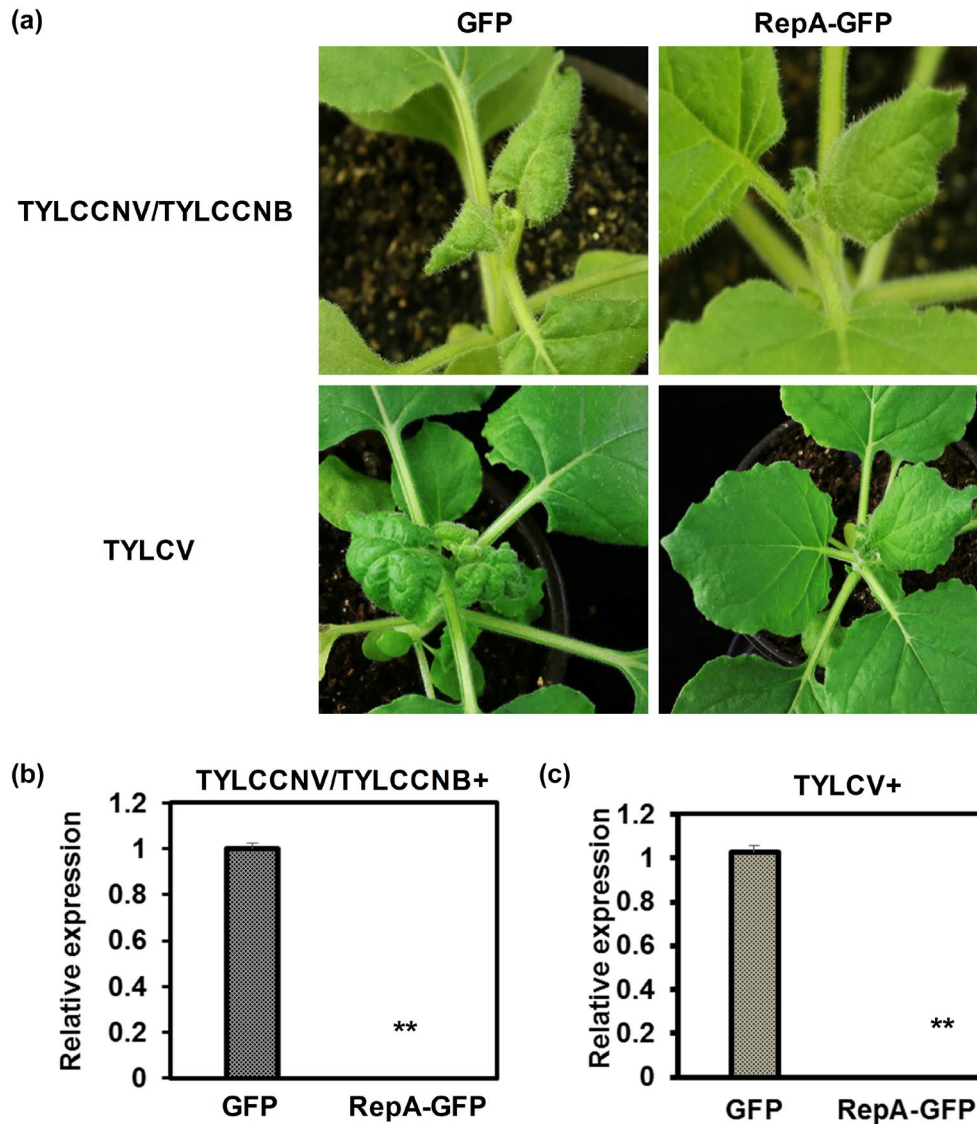 (a)
GFP
RepA-GFP
TYLCCNV/TYLCCNB
TYLCV
(b)
TYLCCNV/TYLCCNB+
Relative expression
1.2
1
0.8
0.6
0.4
0.2
0
**
GFP
RepA-GFP
(c)
TYLCV+
Relative expression
1.2
1
0.8
0.6
0.4
0.2
0
**
GFP
RepA-GFP